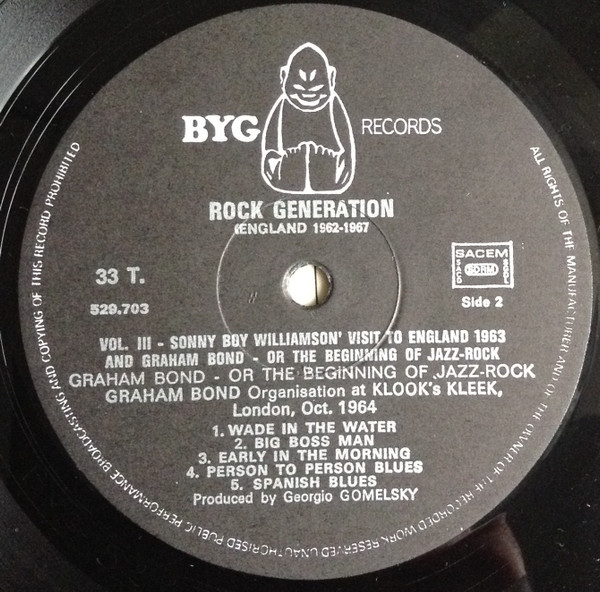 BYG RECORDS
ROCK GENERATION
(ENGLAND 1962-1967
33 T.
529.703
SACEM
SACD
SDRM
SGDL
Side 2
VOL. III - SONNY BOY WILLIAMSON' VISIT TO ENGLAND 1963
AND GRAHAM BOND - OR THE BEGINNING OF JAZZ-ROCK
GRAHAM BOND - OR THE BEGINNING OF JAZZ-ROCK
GRAHAM BOND Organisation at KLOOK's KLEEK,
London, Oct. 1964
1. WADE IN THE WATER
2. BIG BOSS MAN
3. EARLY IN THE MORNING
4. PERSON TO PERSON BLUES
5. SPANISH BLUES
Produced by Georgio GOMELSKY
ALL RIGHTS OF THE MANUFACTURER AND OF THE OWNER OF THE RECORDED WORK RESERVED UNAUTHORISED PUBLIC PERFORMANCE BROADCASTING AND COPYING OF THIS RECORD PROHIBITED